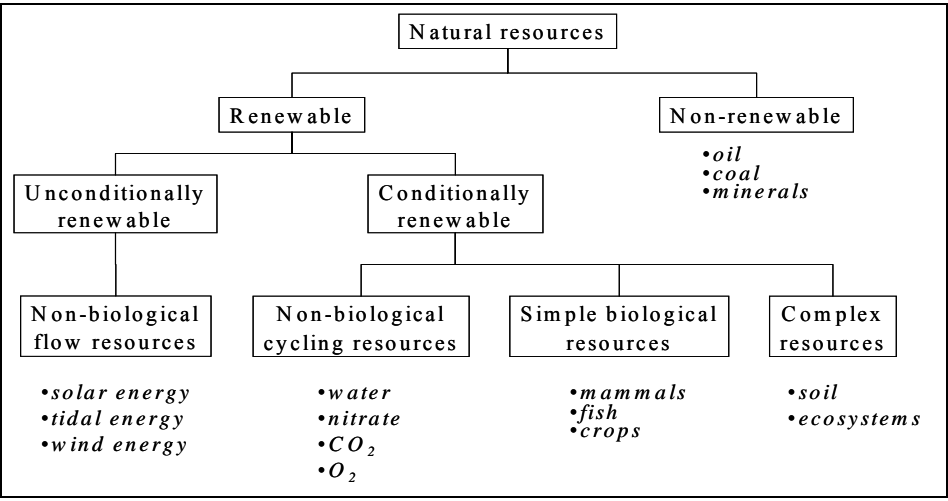 Natural resources
Renewable
Non-renewable
•oil
•coal
•minerals
Unconditionally
renewable
Conditionally
renewable
Non-biological
flow resources
Non-biological
cycling resources
Simple biological
resources
Complex
resources
•solar energy
•tidal energy
•wind energy
•water
•nitrate
•CO₂
•O₂
•mammals
•fish
•crops
•soil
•ecosystems